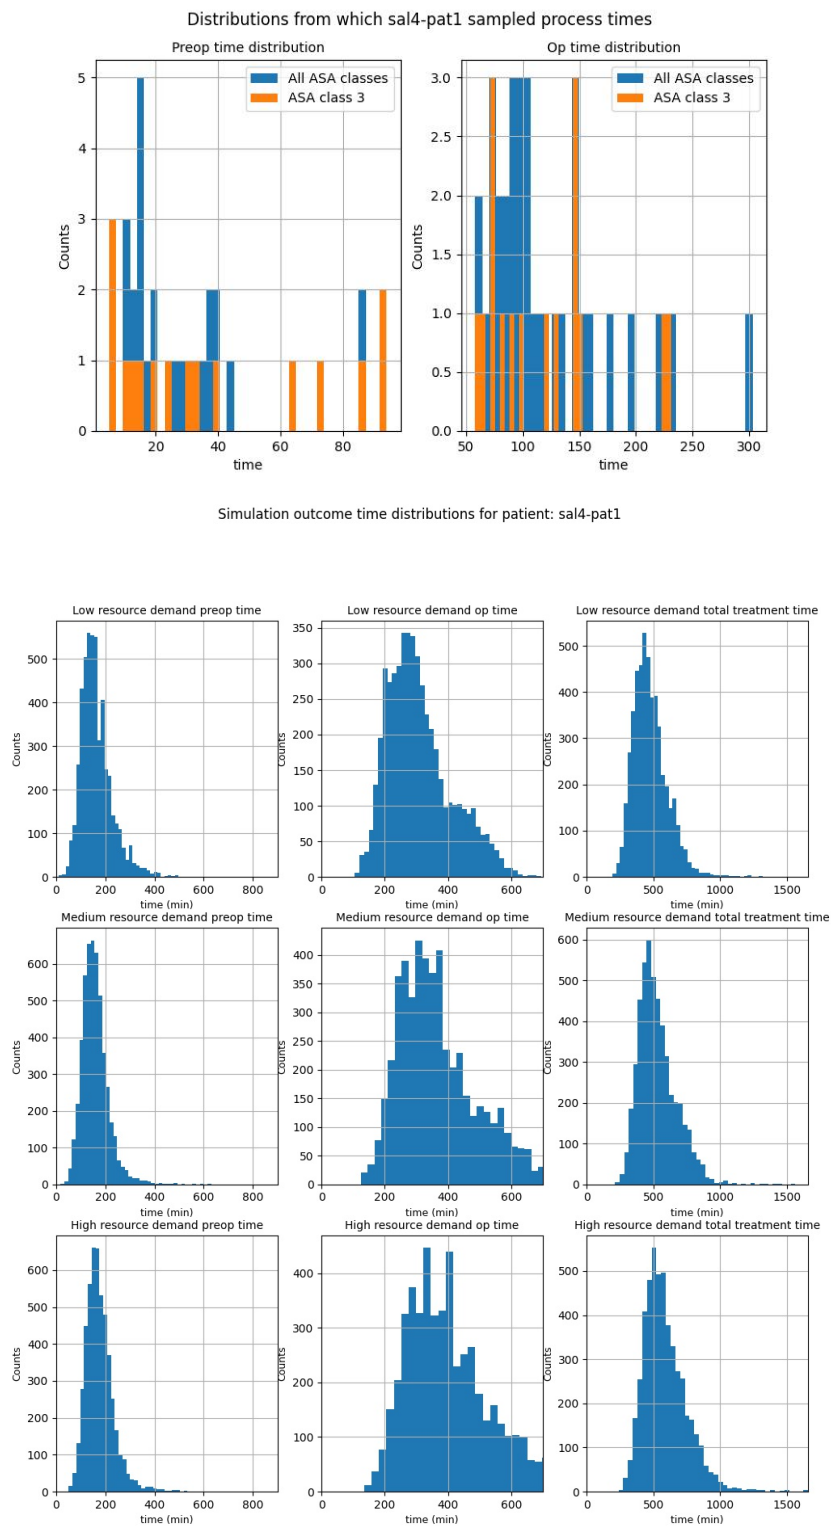 Distributions from which sal4-pat1 sampled process times
Preop time distribution
Op time distribution
5
4
3
2
1
0
Counts
20 40 60 80
time
All ASA classes
ASA class 3
3.0
2.5
2.0
1.5
1.0
0.5
0.0
Counts
50 100 150 200 250 300
time
All ASA classes
ASA class 3
Simulation outcome time distributions for patient: sal4-pat1
Low resource demand preop time
500
400
300
200
100
0
Counts
0 200 400 600 800
time (min)
Low resource demand op time
350
300
250
200
150
100
50
0
Counts
0 200 400 600
time (min)
Low resource demand total treatment time
500
400
300
200
100
0
Counts
0 500 1000 1500
time (min)
Medium resource demand preop time
600
500
400
300
200
100
0
Counts
0 200 400 600 800
time (min)
Medium resource demand op time
400
350
300
250
200
150
100
50
0
Counts
0 200 400 600
time (min)
Medium resource demand total treatment time
600
500
400
300
200
100
0
Counts
0 500 1000 1500
time (min)
High resource demand preop time
600
500
400
300
200
100
0
Counts
0 200 400 600 800
time (min)
High resource demand op time
400
300
200
100
0
Counts
0 200 400 600
time (min)
High resource demand total treatment time
500
400
300
200
100
0
Counts
0 500 1000 1500
time (min)